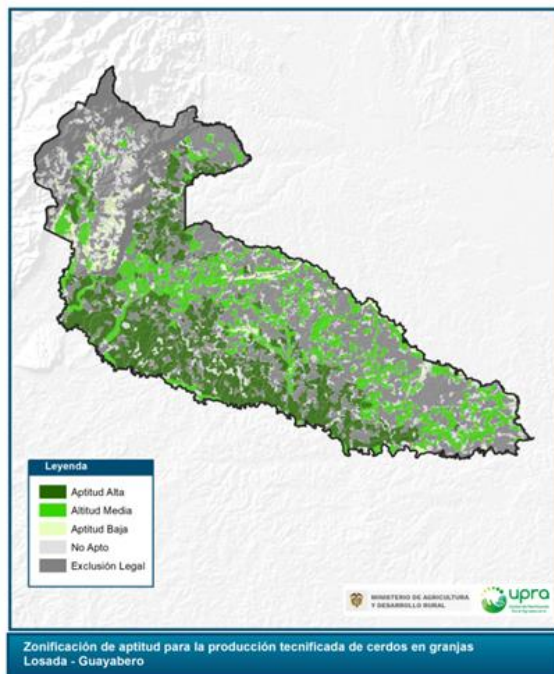 Leyenda
Aptitud Alta
Altitud Media
Aptitud Baja
No Apto
Exclusión Legal
MINISTERIO DE AGRICULTURA
Y DESARROLLO RURAL
upra
Zonificación de aptitud para la producción tecnificada de cerdos en granjas
Losada - Guayabero